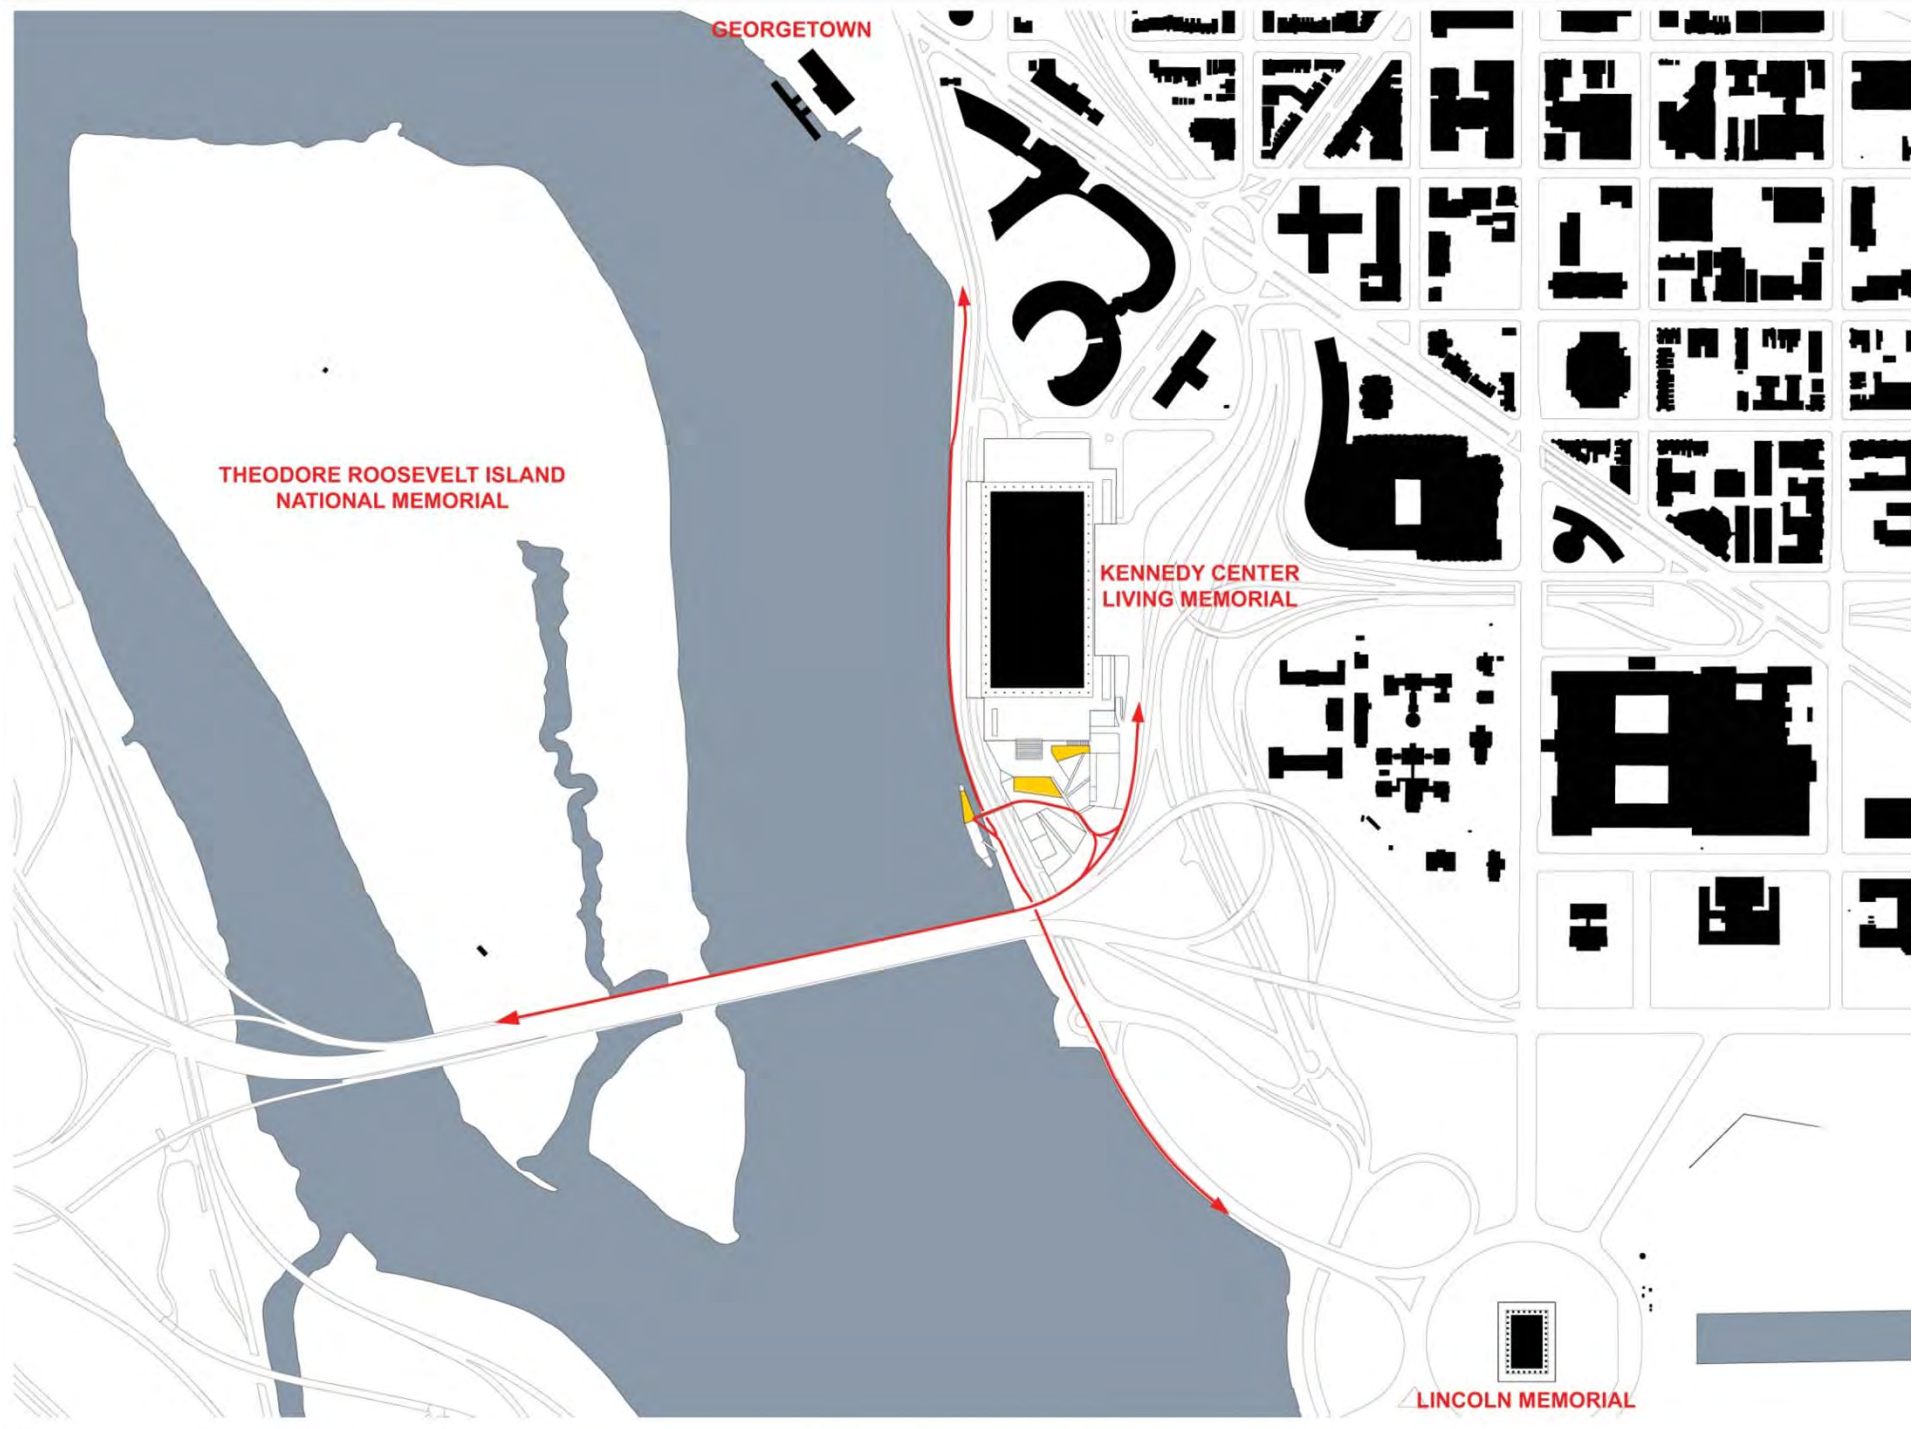 GEORGETOWN
THEODORE ROOSEVELT ISLAND
NATIONAL MEMORIAL
KENNEDY CENTER
LIVING MEMORIAL
LINCOLN MEMORIAL